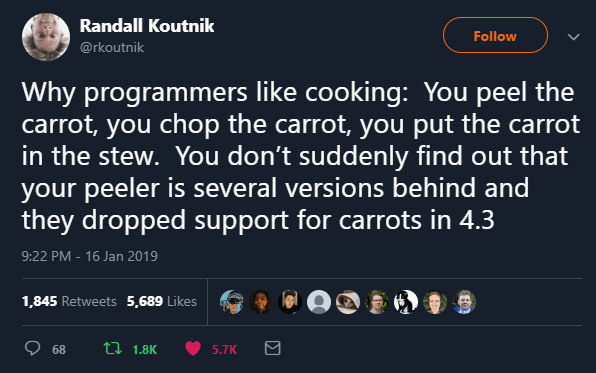 Randall Koutnik
@rkoutnik
Follow
Why programmers like cooking:  You peel the
carrot, you chop the carrot, you put the carrot
in the stew.  You don’t suddenly find out that
your peeler is several versions behind and
they dropped support for carrots in 4.3
9:22 PM - 16 Jan 2019
1,845 Retweets 5,689 Likes
68 1.8K 5.7K